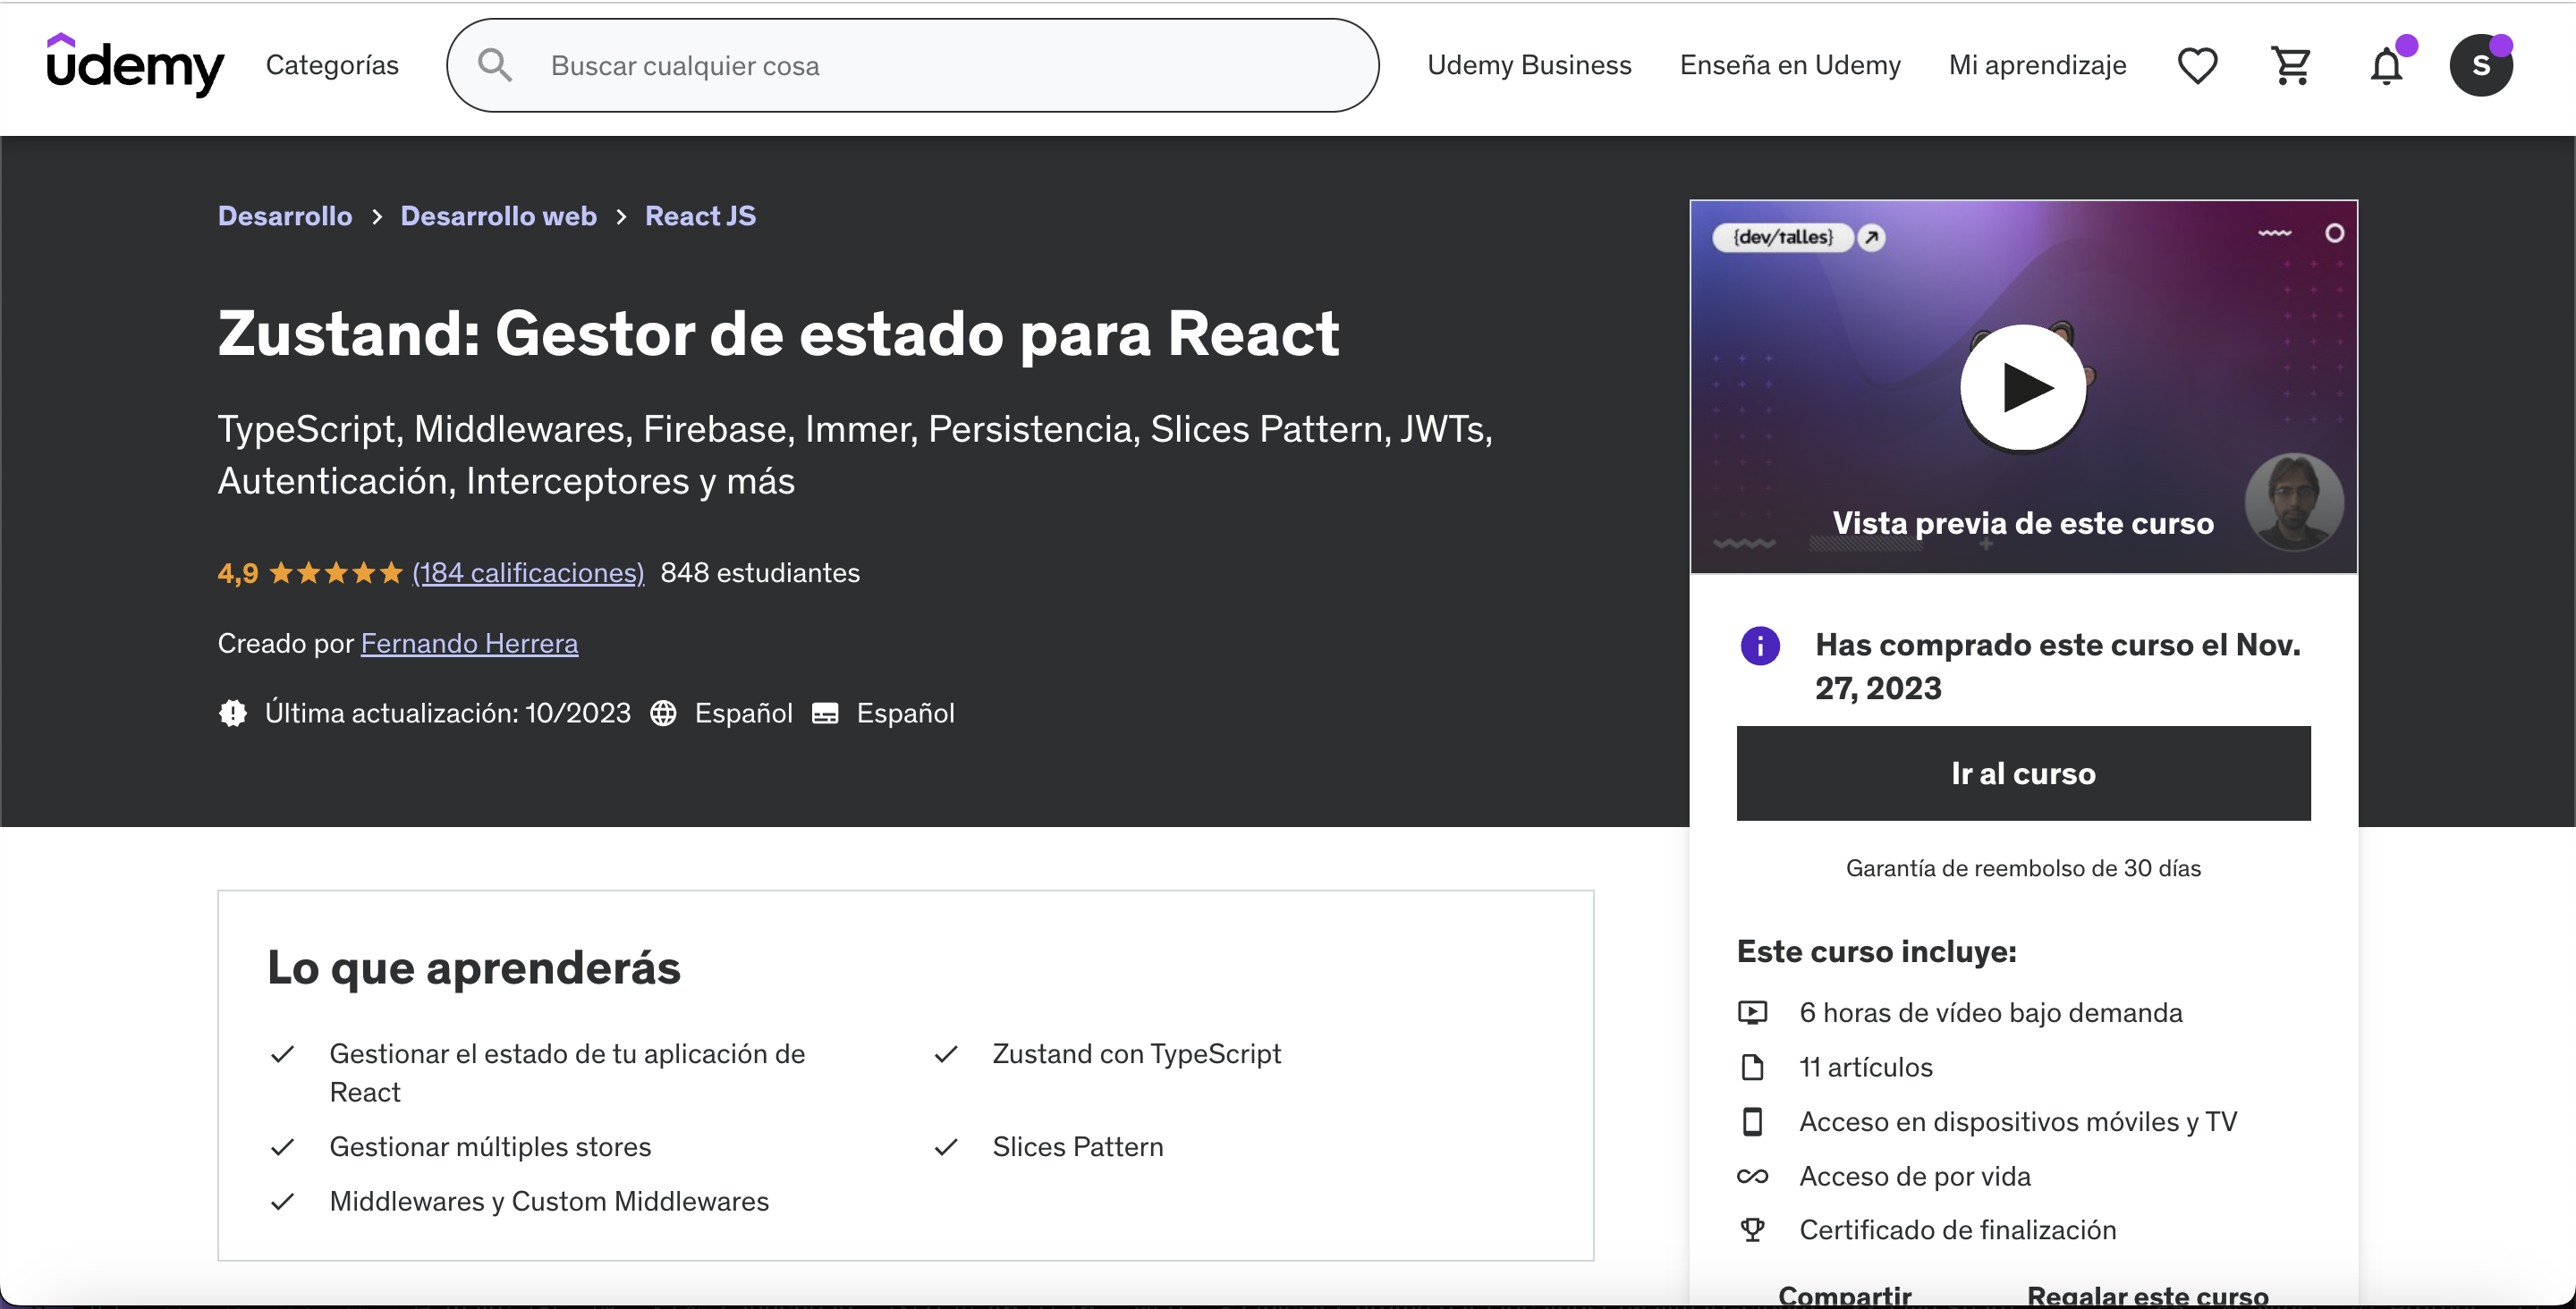 udemy
Categorías
Buscar cualquier cosa
Udemy Business
Enseña en Udemy
Mi aprendizaje
S
Desarrollo > Desarrollo web > React JS
Zustand: Gestor de estado para React
TypeScript, Middlewares, Firebase, Immer, Persistencia, Slices Pattern, JWTs,
Autenticación, Interceptores y más
4,9 (184 calificaciones) 848 estudiantes
Creado por Fernando Herrera
Última actualización: 10/2023 Español Español
{dev/talles}
Vista previa de este curso
Has comprado este curso el Nov.
27, 2023
Ir al curso
Garantía de reembolso de 30 días
Este curso incluye:
6 horas de vídeo bajo demanda
11 artículos
Acceso en dispositivos móviles y TV
Acceso de por vida
Certificado de finalización
Compartir
Regalar este curso
Lo que aprenderás
Gestionar el estado de tu aplicación de
React
Zustand con TypeScript
Gestionar múltiples stores
Slices Pattern
Middlewares y Custom Middlewares